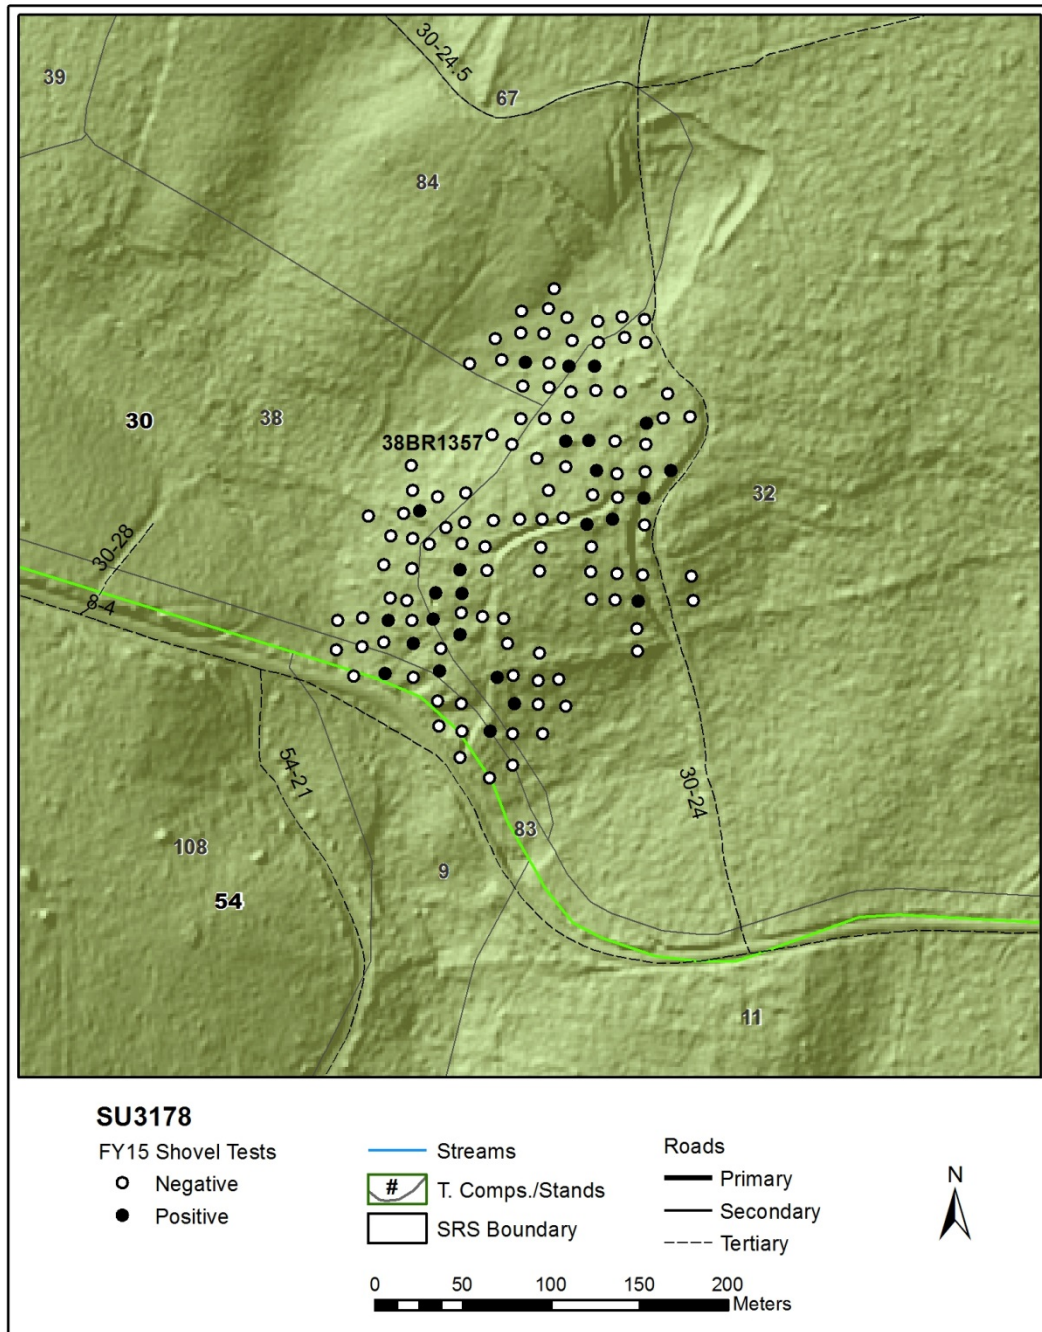 30-24.5
39
67
84
30
38
38BR1357
32
30-28
8-4
54-21
30-24
83
108
9
54
11
SU3178
FY15 Shovel Tests
Negative
Positive
Streams
#
T. Comps./Stands
SRS Boundary
Roads
Primary
Secondary
Tertiary
N
0 50 100 150 200
Meters